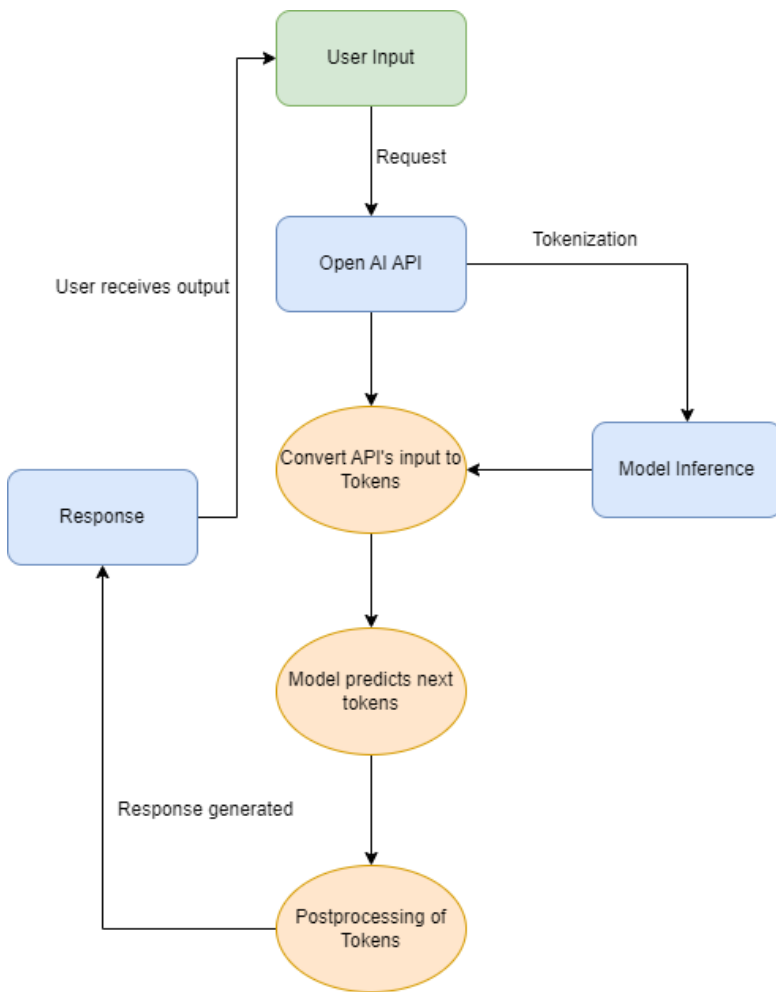 User Input
Request
Open AI API
Tokenization
User receives output
Convert API's input to
Tokens
Model Inference
Response
Model predicts next
tokens
Response generated
Postprocessing of
Tokens